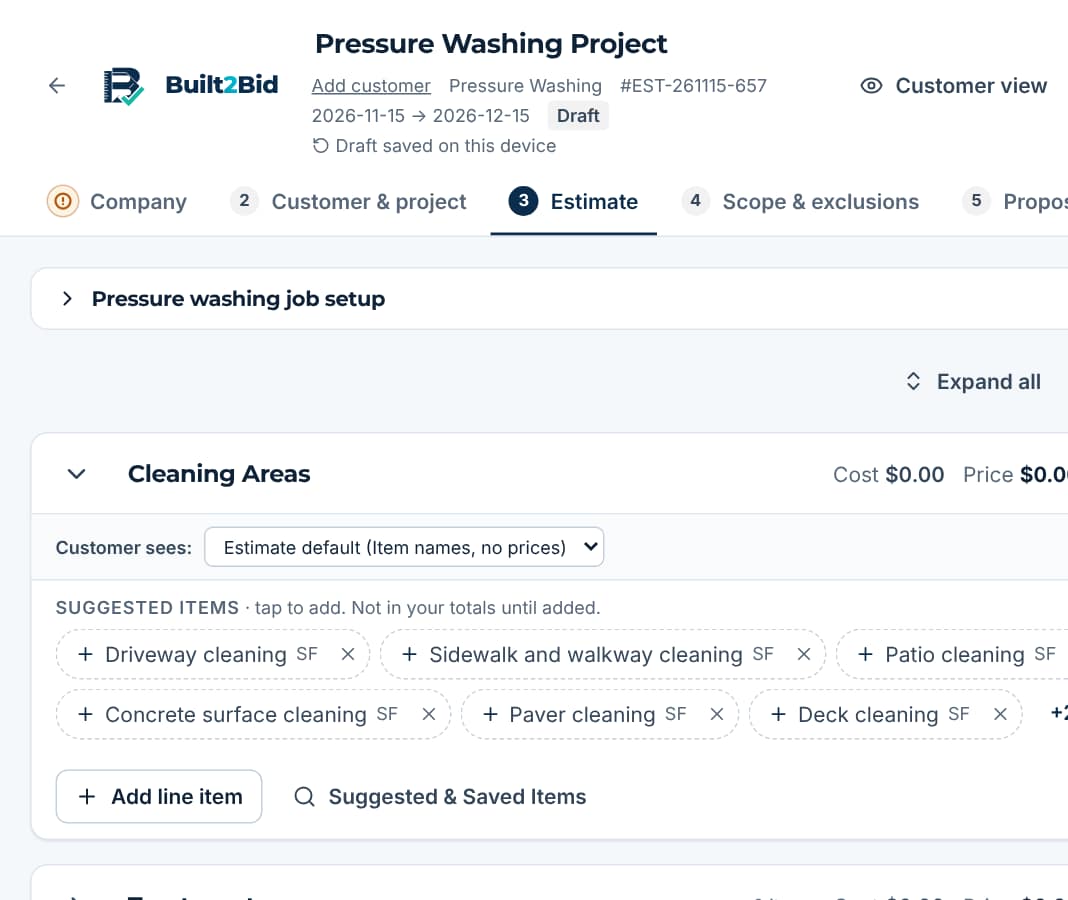 Pressure Washing Project
Built2Bid
Add customer Pressure Washing #EST-261115-657
2026-11-15 → 2026-12-15 Draft
Draft saved on this device
Customer view
Company 2 Customer & project 3 Estimate 4 Scope & exclusions 5
Pressure washing job setup
Expand all
Cleaning Areas
Cost $0.00 Price
Customer sees: Estimate default (Item names, no prices)
SUGGESTED ITEMS · tap to add. Not in your totals until added.
+ Driveway cleaning SF × + Sidewalk and walkway cleaning SF × + Patio cleaning SF
+ Concrete surface cleaning SF × + Paver cleaning SF × + Deck cleaning SF ×
+ Add line item Suggested & Saved Items